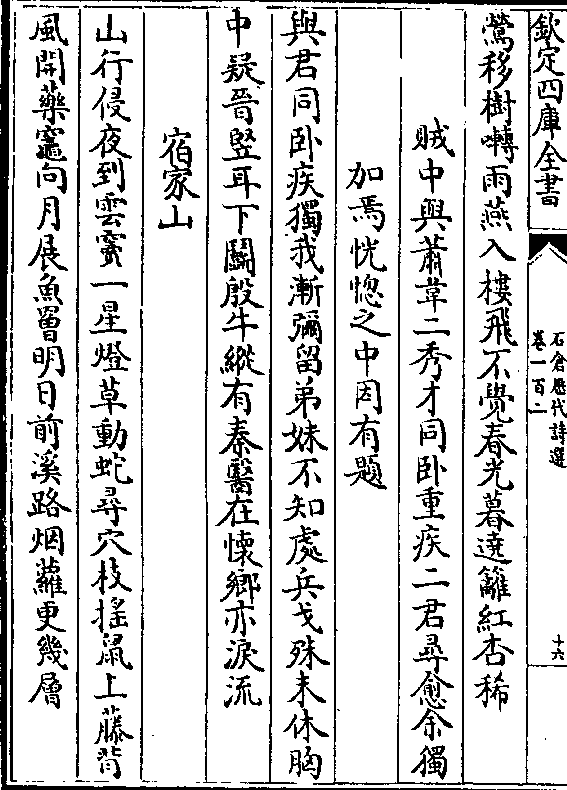 欽定四庫全書
石倉歷代詩選
卷一百二
十六
鶯移樹囀雨燕入樓飛不覺春光暮遶籬紅杏稀
賊中與蕭韋二秀才同卧重疾二君尋愈余獨
加焉恍惚之中因有題
與君同卧疾獨我漸彌留弟妹不知處兵戈殊未休胸
中疑晉竪耳下鬬殷牛縱有秦醫在懷鄉亦淚流
宿家山
山行侵夜到雲竇一星燈草動蛇尋穴枝摇鼠上藤背
風開藥竈向月展魚罾明日前溪路烟蘿更幾層